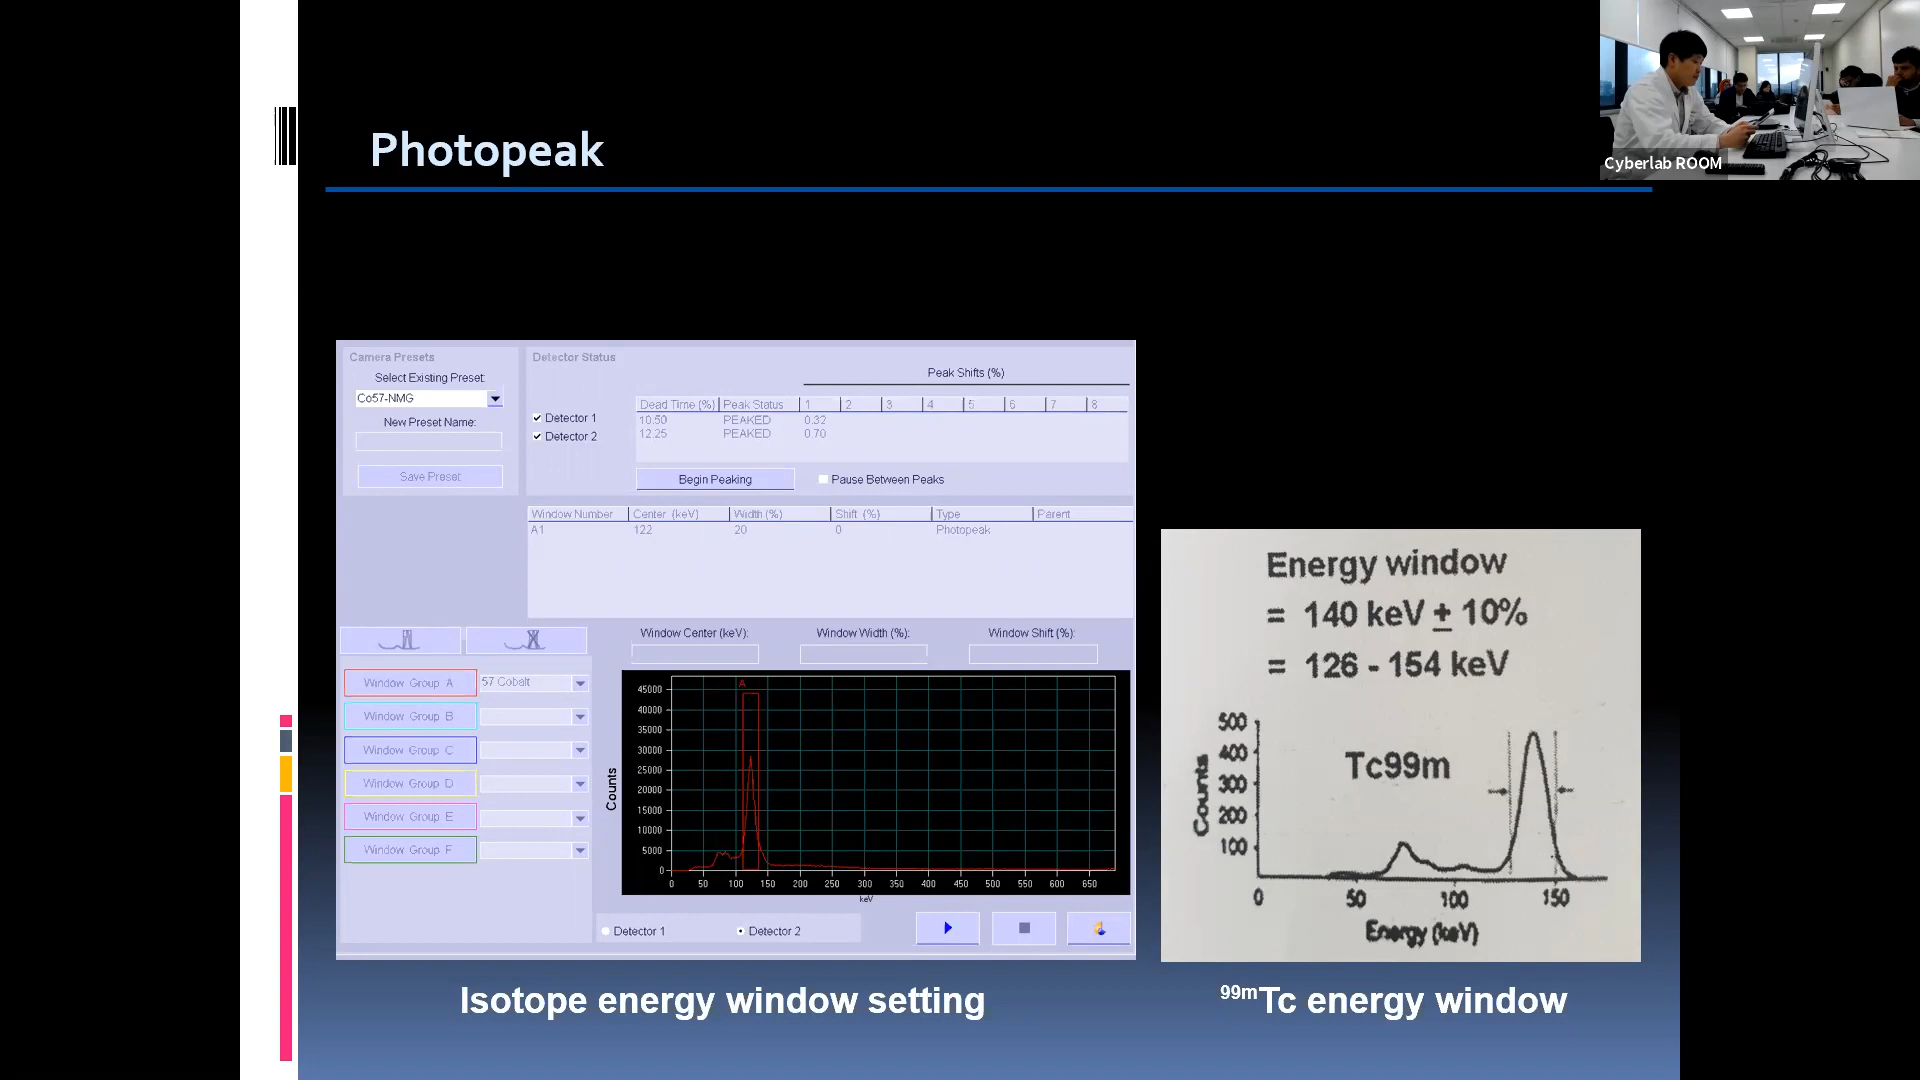 Photopeak
Cyberlab ROOM
Camera Presets
Select Existing Preset:
Co57-NMG
New Preset Name:
Save Preset
Detector Status
Peak Shifts (%)
Dead Time (%) Peak Status 1 2 3 4 5 6 7 8
Detector 1 10.50 PEAKED 0.32
Detector 2 12.25 PEAKED 0.70
Begin Peaking
Pause Between Peaks
Window Number Center (keV) Width (%) Shift (%) Type Parent
A1 122 20 0 Photopeak
Window Center (keV): Window Width (%): Window Shift (%):
Window Group A 57 Cobalt
Window Group B
Window Group C
Window Group D
Window Group E
Window Group F
A
45000
40000
35000
30000
25000
20000
15000
10000
5000
0
Counts
0 50 100 150 200 250 300 350 400 450 500 550 600 650
keV
Detector 1 Detector 2
Energy window
= 140 keV ± 10%
= 126 - 154 keV
500
400
300
200
100
Counts
Tc99m
0 50 100 150
Energy (keV)
Isotope energy window setting
99mTc energy window